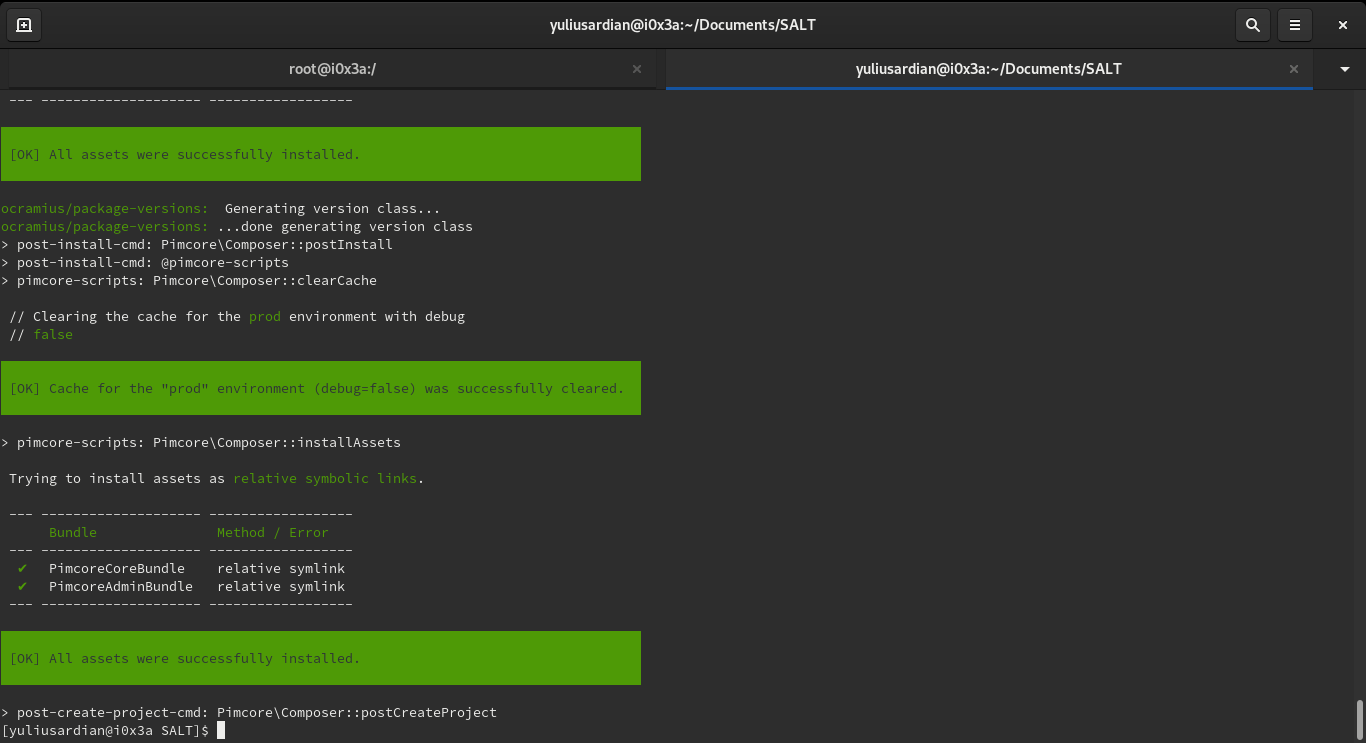 yuliusardian@i0x3a:~/Documents/SALT
root@i0x3a:/
yuliusardian@i0x3a:~/Documents/SALT
--- -------------------- ------------------
[OK] All assets were successfully installed.
ocramius/package-versions:  Generating version class...
ocramius/package-versions: ...done generating version class
> post-install-cmd: Pimcore\Composer::postInstall
> post-install-cmd: @pimcore-scripts
> pimcore-scripts: Pimcore\Composer::clearCache
// Clearing the cache for the prod environment with debug
// false
[OK] Cache for the "prod" environment (debug=false) was successfully cleared.
> pimcore-scripts: Pimcore\Composer::installAssets
Trying to install assets as relative symbolic links.
--- -------------------- ------------------
Bundle Method / Error
--- -------------------- ------------------
✔ PimcoreCoreBundle relative symlink
✔ PimcoreAdminBundle relative symlink
--- -------------------- ------------------
[OK] All assets were successfully installed.
> post-create-project-cmd: Pimcore\Composer::postCreateProject
[yuliusardian@i0x3a SALT]$